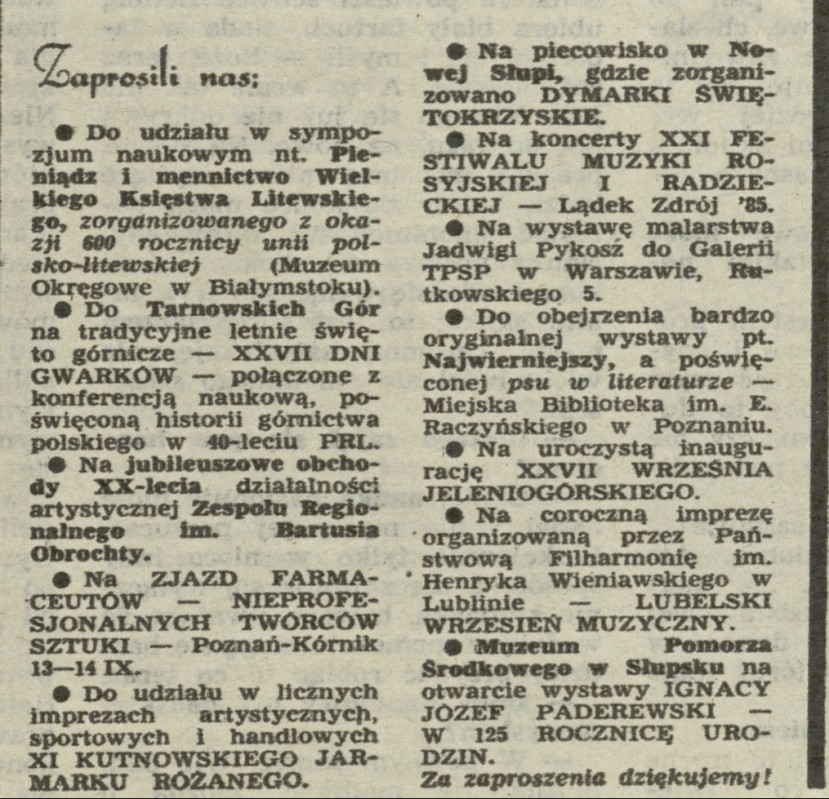 Zaprosili nas:
● Do udziału w sympo-
zjum naukowym nt. Pie-
niądz i mennictwo Wiel-
kiego Księstwa Litewskie-
go, zorganizowanego z oka-
zji 600 rocznicy unii pol-
sko-litewskiej (Muzeum
Okręgowe w Białymstoku).
● Do Tarnowskich Gór
na tradycyjne letnie świę-
to górnicze — XXVII DNI
GWARKÓW — połączone z
konferencją naukową, po-
święconą historii górnictwa
polskiego w 40-leciu PRL.
● Na jubileuszowe obcho-
dy XX-lecia działalności
artystycznej Zespołu Regio-
nalnego im. Bartusia
Obrochty.
● Na ZJAZD FARMA-
CEUTÓW — NIEPROFE-
SJONALNYCH TWÓRCÓW
SZTUKI — Poznań-Kórnik
13—14 IX.
● Do udziału w licznych
imprezach artystycznych,
sportowych i handlowych
XI KUTNOWSKIEGO JAR-
MARKU RÓŻANEGO.
● Na piecowisko w No-
wej Słupi, gdzie zorgani-
zowano DYMARKI ŚWIĘ-
TOKRZYSKIE.
● Na koncerty XXI FE-
STIWALU MUZYKI RO-
SYJSKIEJ I RADZIE-
CKIEJ — Lądek Zdrój '85.
● Na wystawę malarstwa
Jadwigi Pykosz do Galerii
TPSP w Warszawie, Ru-
tkowskiego 5.
● Do obejrzenia bardzo
oryginalnej wystawy pt.
Najwierniejszy, a poświę-
conej psu w literaturze —
Miejska Biblioteka im. E.
Raczyńskiego w Poznaniu.
● Na uroczystą inaugu-
rację XXVII WRZEŚNIA
JELENIOGÓRSKIEGO.
● Na coroczną imprezę
organizowaną przez Pań-
stwową Filharmonię im.
Henryka Wieniawskiego w
Lublinie — LUBELSKI
WRZESIEŃ MUZYCZNY.
● Muzeum Pomorza
Środkowego w Słupsku na
otwarcie wystawy IGNACY
JÓZEF PADEREWSKI —
W 125 ROCZNICĘ URO-
DZIN.
Za zaproszenia dziękujemy!